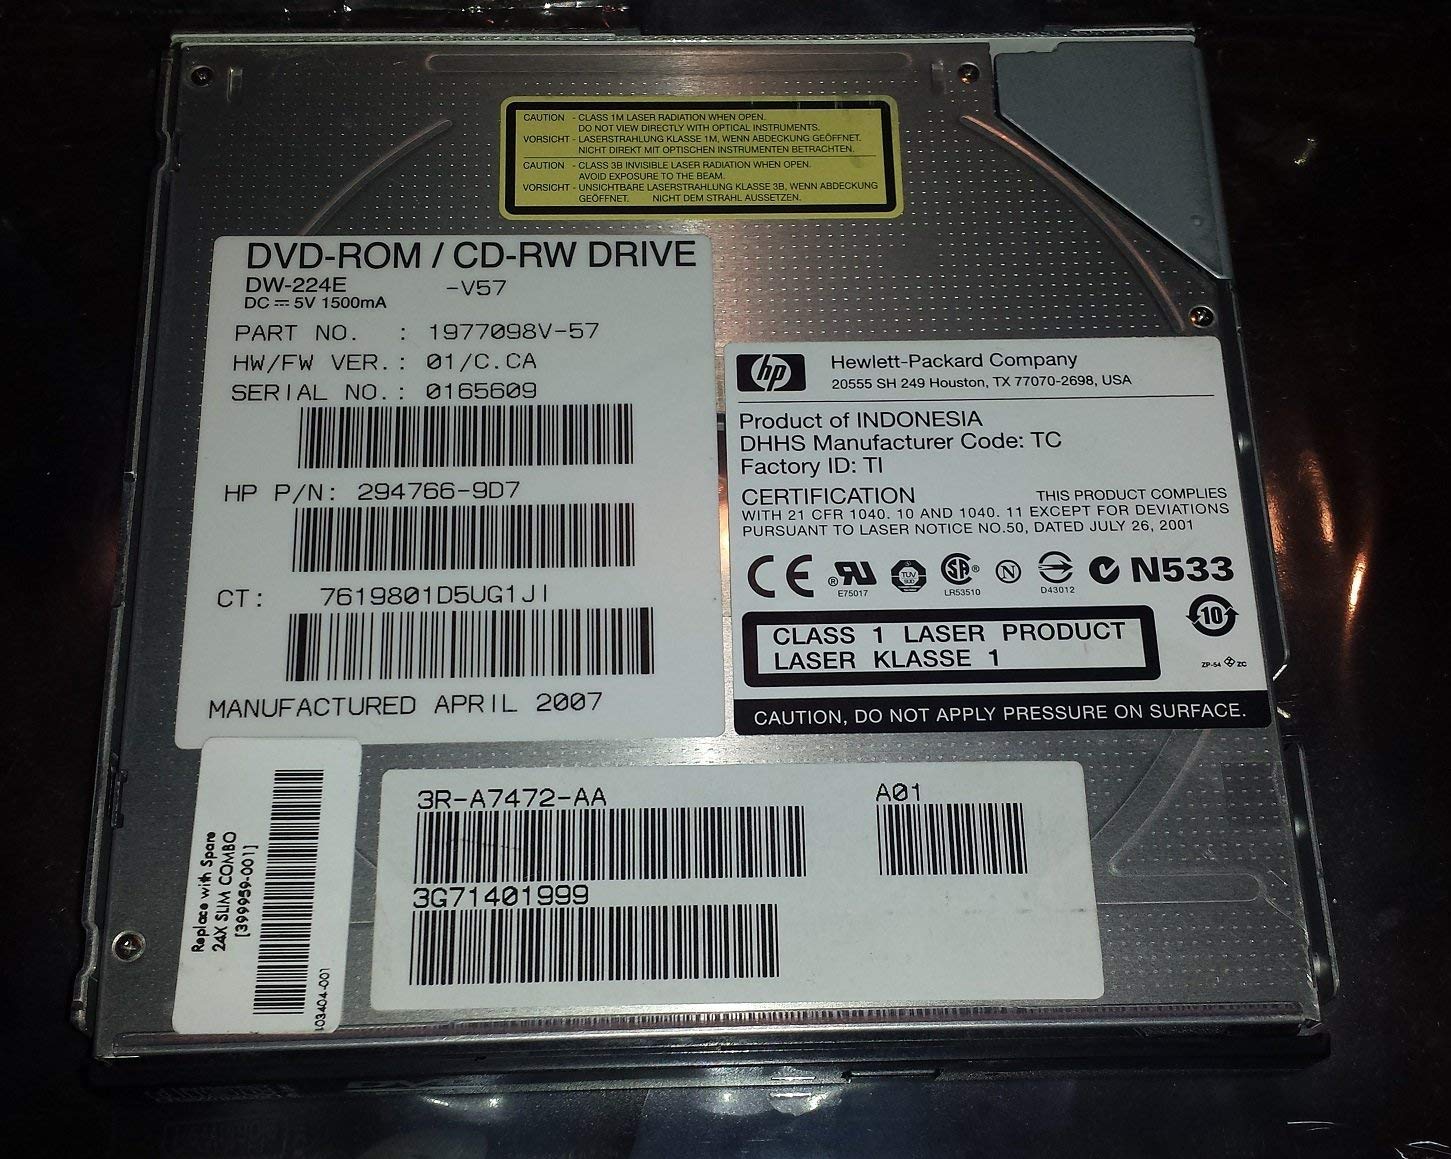 CAUTION - CLASS 1M LASER RADIATION WHEN OPEN.
DO NOT VIEW DIRECTLY WITH OPTICAL INSTRUMENTS.
VORSICHT - LASERSTRAHLUNG KLASSE 1M, WENN ABDECKUNG GEÖFFNET.
NICHT DIREKT MIT OPTISCHEN INSTRUMENTEN BETRACHTEN.
CAUTION - CLASS 3B INVISIBLE LASER RADIATION WHEN OPEN.
AVOID EXPOSURE TO THE BEAM.
VORSICHT - UNSICHTBARE LASERSTRAHLUNG KLASSE 3B, WENN ABDECKUNG
GEÖFFNET. NICHT DEM STRAHL AUSSETZEN.
DVD-ROM / CD-RW DRIVE
DW-224E -V57
DC ⎓ 5V 1500mA
PART NO. : 1977098V-57
HW/FW VER.: 01/C.CA
SERIAL NO.: 0165609
HP P/N: 294766-9D7
CT: 7619801D5UG1JI
MANUFACTURED APRIL 2007
hp Hewlett-Packard Company
20555 SH 249 Houston, TX 77070-2698, USA
Product of INDONESIA
DHHS Manufacturer Code: TC
Factory ID: TI
CERTIFICATION THIS PRODUCT COMPLIES
WITH 21 CFR 1040. 10 AND 1040. 11 EXCEPT FOR DEVIATIONS
PURSUANT TO LASER NOTICE NO.50, DATED JULY 26, 2001
CE ® TÜV ® N N533
E75017 LR53510 D43012
10
CLASS 1 LASER PRODUCT
LASER KLASSE 1
ZP-54 ZC
CAUTION, DO NOT APPLY PRESSURE ON SURFACE.
Replace with Spare
24X SLIM COMBO
[399959-001]
403404-001
3R-A7472-AA A01
3G71401999